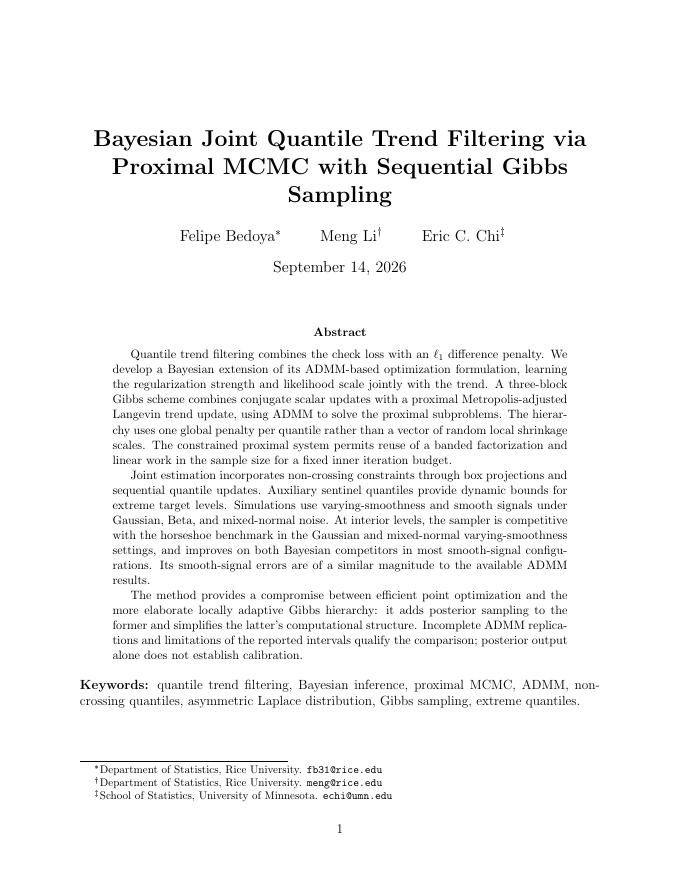 Bayesian Joint Quantile Trend Filtering via
Proximal MCMC with Sequential Gibbs
Sampling
Felipe Bedoya* Meng Li† Eric C. Chi‡
September 14, 2026
Abstract
Quantile trend filtering combines the check loss with an ℓ1 difference penalty. We
develop a Bayesian extension of its ADMM-based optimization formulation, learning
the regularization strength and likelihood scale jointly with the trend. A three-block
Gibbs scheme combines conjugate scalar updates with a proximal Metropolis-adjusted
Langevin trend update, using ADMM to solve the proximal subproblems. The hierar-
chy uses one global penalty per quantile rather than a vector of random local shrinkage
scales. The constrained proximal system permits reuse of a banded factorization and
linear work in the sample size for a fixed inner iteration budget.
Joint estimation incorporates non-crossing constraints through box projections and
sequential quantile updates. Auxiliary sentinel quantiles provide dynamic bounds for
extreme target levels. Simulations use varying-smoothness and smooth signals under
Gaussian, Beta, and mixed-normal noise. At interior levels, the sampler is competitive
with the horseshoe benchmark in the Gaussian and mixed-normal varying-smoothness
settings, and improves on both Bayesian competitors in most smooth-signal configu-
rations. Its smooth-signal errors are of a similar magnitude to the available ADMM
results.
The method provides a compromise between efficient point optimization and the
more elaborate locally adaptive Gibbs hierarchy: it adds posterior sampling to the
former and simplifies the latter's computational structure. Incomplete ADMM replica-
tions and limitations of the reported intervals qualify the comparison; posterior output
alone does not establish calibration.
Keywords: quantile trend filtering, Bayesian inference, proximal MCMC, ADMM, non-
crossing quantiles, asymmetric Laplace distribution, Gibbs sampling, extreme quantiles.
*Department of Statistics, Rice University. fb31@rice.edu
†Department of Statistics, Rice University. meng@rice.edu
‡School of Statistics, University of Minnesota. echi@umn.edu
1